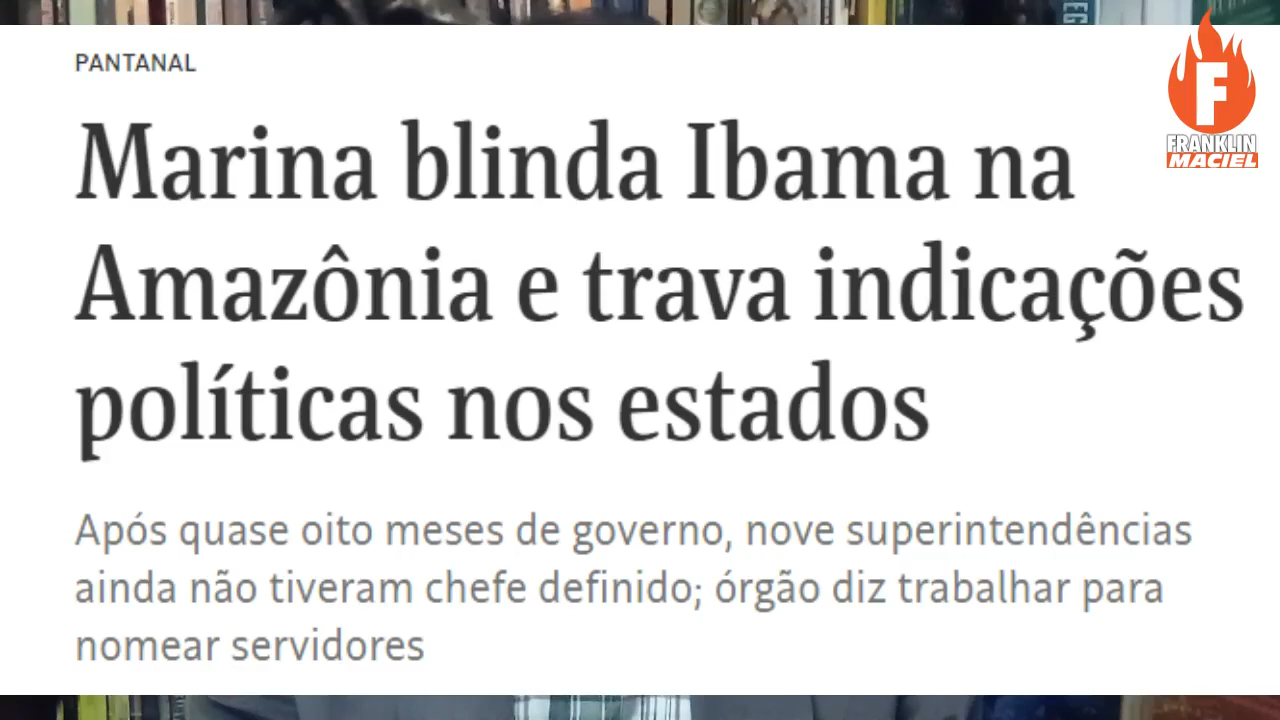 PANTANAL
Marina blinda Ibama na
Amazônia e trava indicações
políticas nos estados
Após quase oito meses de governo, nove superintendências
ainda não tiveram chefe definido; órgão diz trabalhar para
nomear servidores
F
FRANKLIN
MACIEL